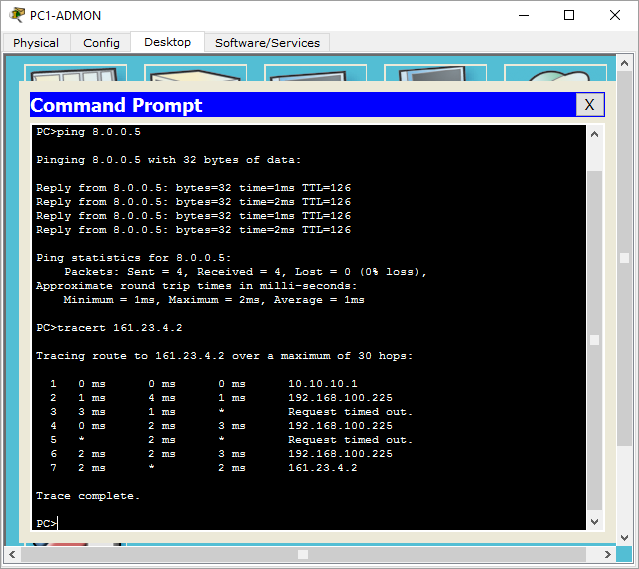 PC1-ADMON
Physical Config Desktop Software/Services
Command Prompt X
PC>ping 8.0.0.5
Pinging 8.0.0.5 with 32 bytes of data:
Reply from 8.0.0.5: bytes=32 time=1ms TTL=126
Reply from 8.0.0.5: bytes=32 time=2ms TTL=126
Reply from 8.0.0.5: bytes=32 time=1ms TTL=126
Reply from 8.0.0.5: bytes=32 time=2ms TTL=126
Ping statistics for 8.0.0.5:
Packets: Sent = 4, Received = 4, Lost = 0 (0% loss),
Approximate round trip times in milli-seconds:
Minimum = 1ms, Maximum = 2ms, Average = 1ms
PC>tracert 161.23.4.2
Tracing route to 161.23.4.2 over a maximum of 30 hops:
1 0 ms 0 ms 0 ms 10.10.10.1
2 1 ms 4 ms 1 ms 192.168.100.225
3 3 ms 1 ms * Request timed out.
4 0 ms 2 ms 3 ms 192.168.100.225
5 * 2 ms * Request timed out.
6 2 ms 2 ms 3 ms 192.168.100.225
7 2 ms * 2 ms 161.23.4.2
Trace complete.
PC>